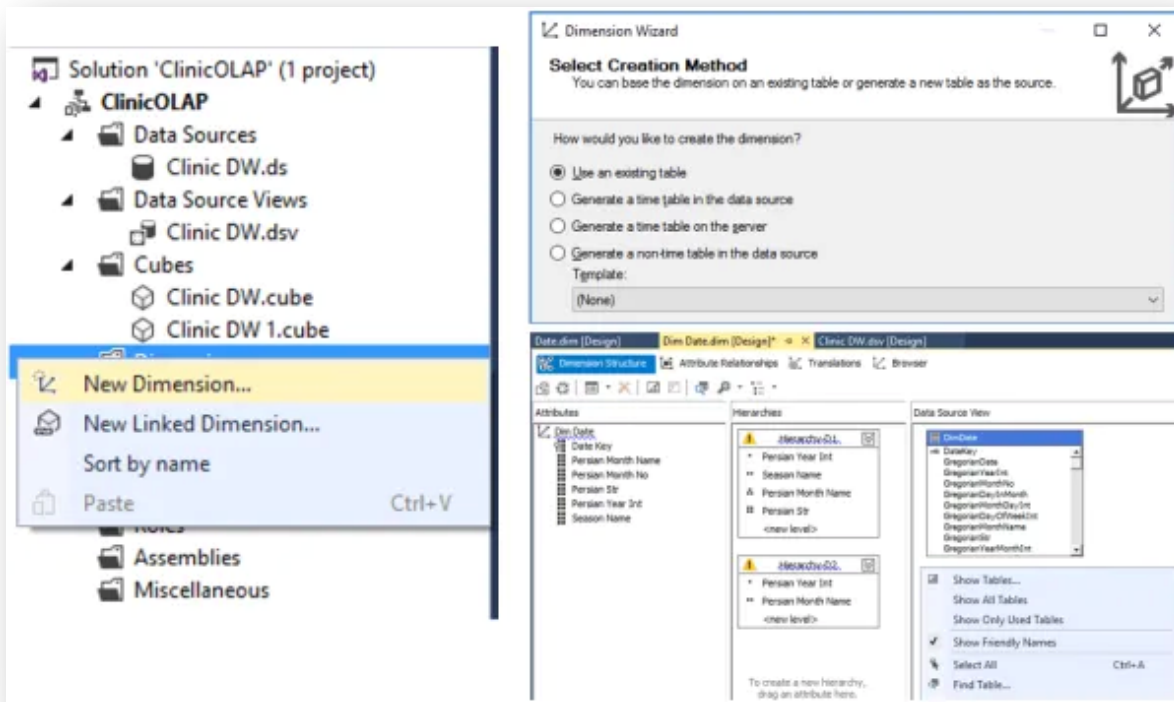 Solution 'ClinicOLAP' (1 project)
ClinicOLAP
Data Sources
Clinic DW.ds
Data Source Views
Clinic DW.dsv
Cubes
Clinic DW.cube
Clinic DW 1.cube
New Dimension...
New Linked Dimension...
Sort by name
Paste Ctrl+V
Roles
Assemblies
Miscellaneous
Dimension Wizard
Select Creation Method
You can base the dimension on an existing table or generate a new table as the source.
How would you like to create the dimension?
Use an existing table
Generate a time table in the data source
Generate a time table on the server
Generate a non-time table in the data source
Template:
(None)
Date.dim [Design] Dim Date.dim [Design]* Clinic DW.dsv [Design]
Dimension Structure Attribute Relationships Translations Browser
Attributes
Dim Date
Date Key
Persian Month Name
Persian Month No
Persian Str
Persian Year Int
Season Name
Hierarchies
Hierarchy-D1
Persian Year Int
Season Name
Persian Month Name
Persian Str
<new level>
Hierarchy-D2
Persian Year Int
Persian Month Name
<new level>
To create a new hierarchy,
drag an attribute here.
Data Source View
DimDate
DateKey
GregorianDate
GregorianYearInt
GregorianMonthNo
GregorianDayInMonth
GregorianMonthDayInt
GregorianDayOfWeekInt
GregorianMonthName
GregorianStr
GregorianYearMonthInt
Show Tables...
Show All Tables
Show Only Used Tables
Show Friendly Names
Select All Ctrl+A
Find Table...